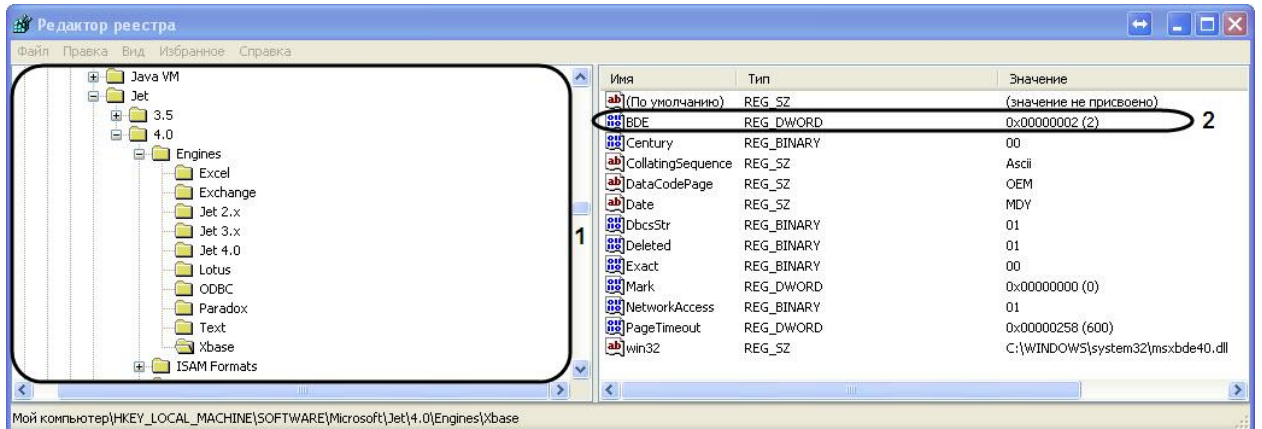 Редактор реестра
Файл Правка Вид Избранное Справка
Java VM
Jet
3.5
4.0
Engines
Excel
Exchange
Jet 2.x
Jet 3.x
Jet 4.0
Lotus
ODBC
Paradox
Text
Xbase
ISAM Formats
1
Имя Тип Значение
(По умолчанию) REG_SZ (значение не присвоено)
BDE REG_DWORD 0x00000002 (2) 2
Century REG_BINARY 00
CollatingSequence REG_SZ Ascii
DataCodePage REG_SZ OEM
Date REG_SZ MDY
DbcsStr REG_BINARY 01
Deleted REG_BINARY 01
Exact REG_BINARY 00
Mark REG_DWORD 0x00000000 (0)
NetworkAccess REG_BINARY 01
PageTimeout REG_DWORD 0x00000258 (600)
win32 REG_SZ C:\WINDOWS\system32\msxbde40.dll
Мой компьютер\HKEY_LOCAL_MACHINE\SOFTWARE\Microsoft\Jet\4.0\Engines\Xbase